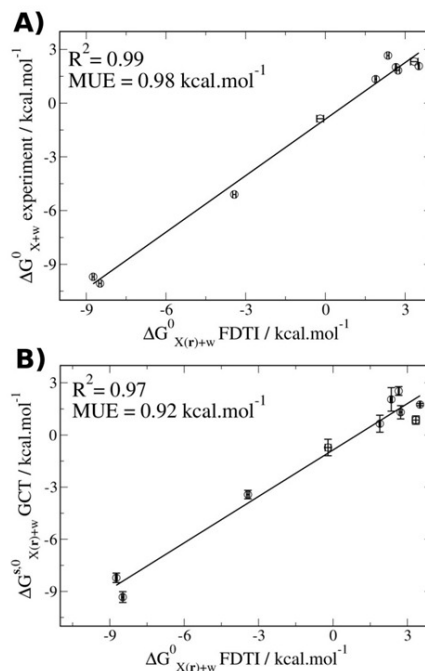 A)
R²= 0.99
MUE = 0.98 kcal.mol⁻¹
ΔG⁰X+w experiment / kcal.mol⁻¹
3
0
-3
-6
-9
-9 -6 -3 0 3
ΔG⁰X(r)+w FDTI / kcal.mol⁻¹
B)
R²= 0.97
MUE = 0.92 kcal.mol⁻¹
ΔGˢ·⁰X(r)+w GCT / kcal.mol⁻¹
3
0
-3
-6
-9
-12
-9 -6 -3 0 3
ΔG⁰X(r)+w FDTI / kcal.mol⁻¹